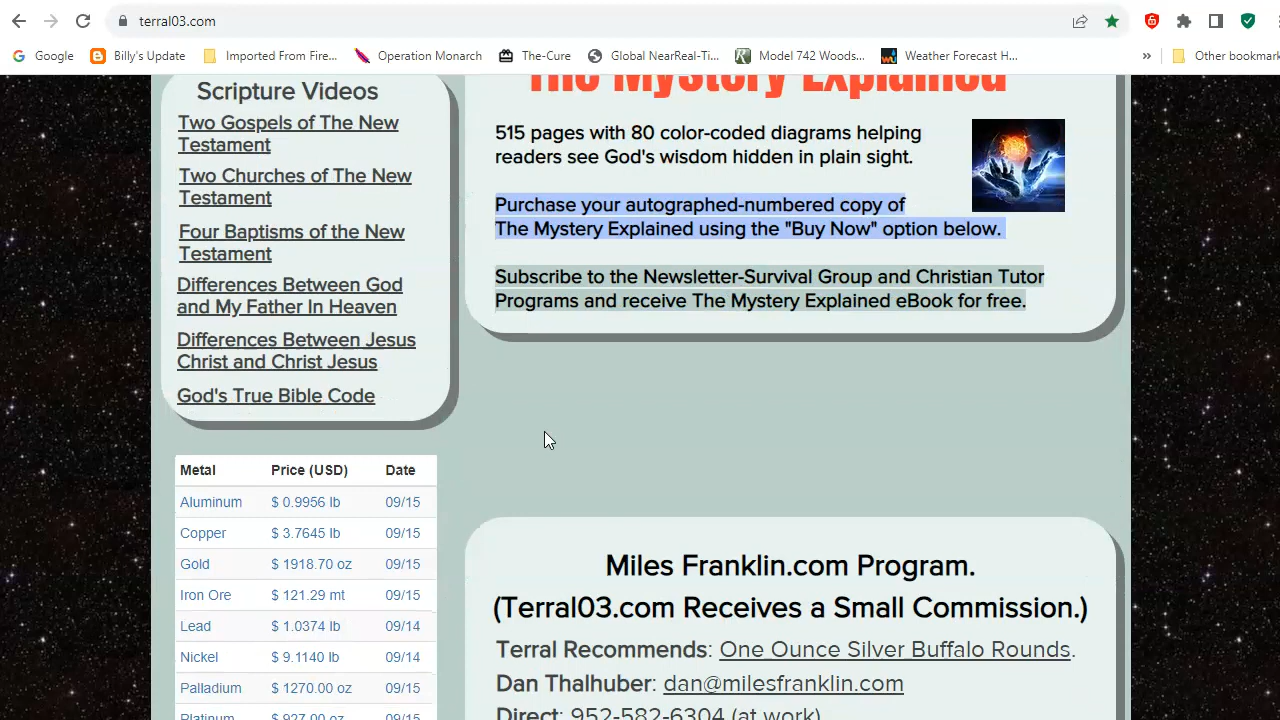 terral03.com
Google
Billy's Update
Imported From Fire...
Operation Monarch
The-Cure
Global NearReal-Ti...
Model 742 Woods...
Weather Forecast H...
»
Other bookmark
Scripture Videos
Two Gospels of The New
Testament
Two Churches of The New
Testament
Four Baptisms of the New
Testament
Differences Between God
and My Father In Heaven
Differences Between Jesus
Christ and Christ Jesus
God's True Bible Code
Metal Price (USD) Date
Aluminum $ 0.9956 lb 09/15
Copper $ 3.7645 lb 09/15
Gold $ 1918.70 oz 09/15
Iron Ore $ 121.29 mt 09/15
Lead $ 1.0374 lb 09/14
Nickel $ 9.1140 lb 09/14
Palladium $ 1270.00 oz 09/15
Platinum $ 927.00 oz 09/15
The Mystery Explained
515 pages with 80 color-coded diagrams helping
readers see God's wisdom hidden in plain sight.
Purchase your autographed-numbered copy of
The Mystery Explained using the "Buy Now" option below.
Subscribe to the Newsletter-Survival Group and Christian Tutor
Programs and receive The Mystery Explained eBook for free.
Miles Franklin.com Program.
(Terral03.com Receives a Small Commission.)
Terral Recommends: One Ounce Silver Buffalo Rounds.
Dan Thalhuber: dan@milesfranklin.com
Direct: 952-582-6304 (at work)